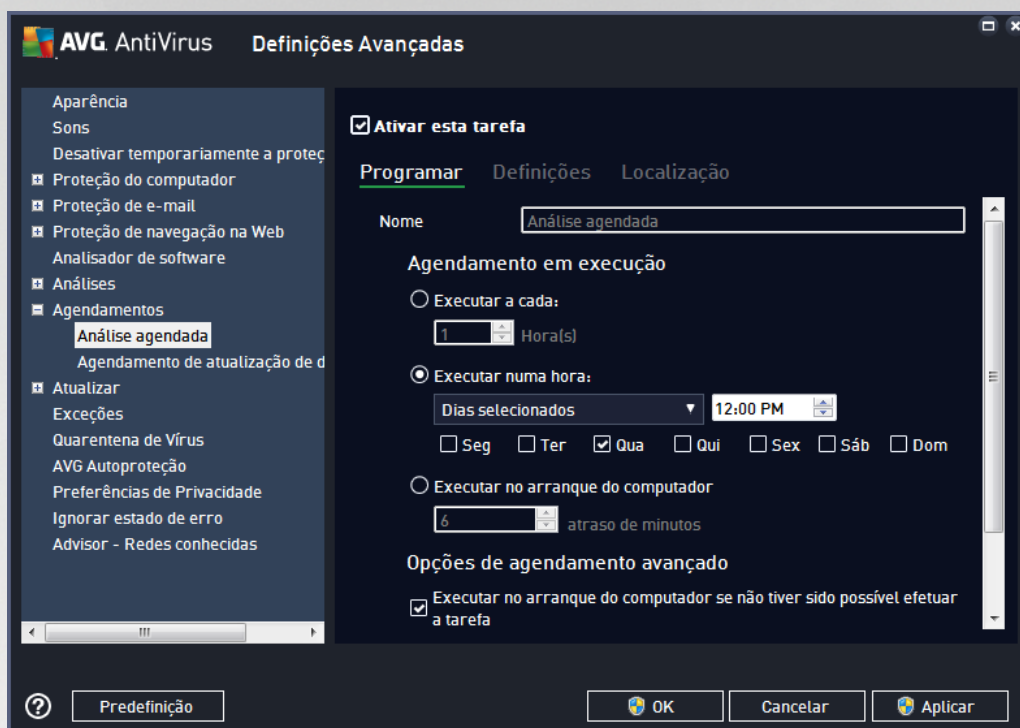 AVG. AntiVirus Definições Avançadas
Aparência
Sons
Desativar temporariamente a proteç
Proteção do computador
Proteção de e-mail
Proteção de navegação na Web
Analisador de software
Análises
Agendamentos
Análise agendada
Agendamento de atualização de d
Atualizar
Exceções
Quarentena de Vírus
AVG Autoproteção
Preferências de Privacidade
Ignorar estado de erro
Advisor - Redes conhecidas
Ativar esta tarefa
Programar Definições Localização
Nome Análise agendada
Agendamento em execução
Executar a cada:
1 Hora(s)
Executar numa hora:
Dias selecionados 12:00 PM
Seg Ter Qua Qui Sex Sáb Dom
Executar no arranque do computador
6 atraso de minutos
Opções de agendamento avançado
Executar no arranque do computador se não tiver sido possível efetuar
a tarefa
Predefinição OK Cancelar Aplicar